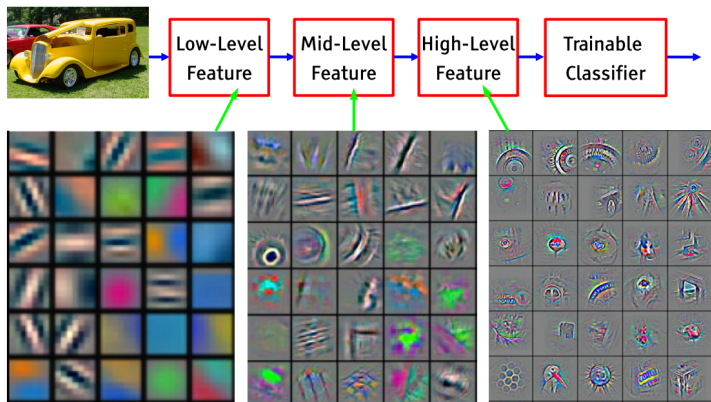 Low-Level
Feature
Mid-Level
Feature
High-Level
Feature
Trainable
Classifier